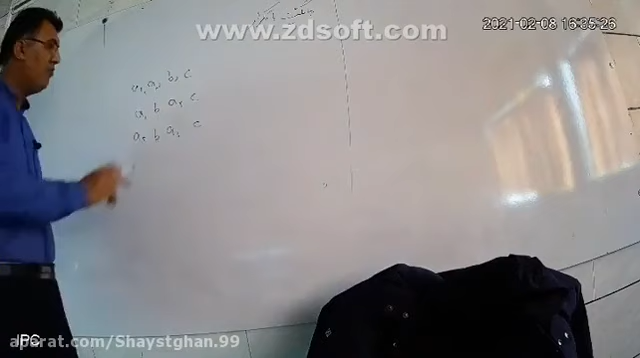 www.zdsoft.com
2021-02-08 16:35:26
a₁, a₂, b, c
a₁ b a₂ c
a₂ b a₁ c
IPC
aparat.com/Shaystghan.99